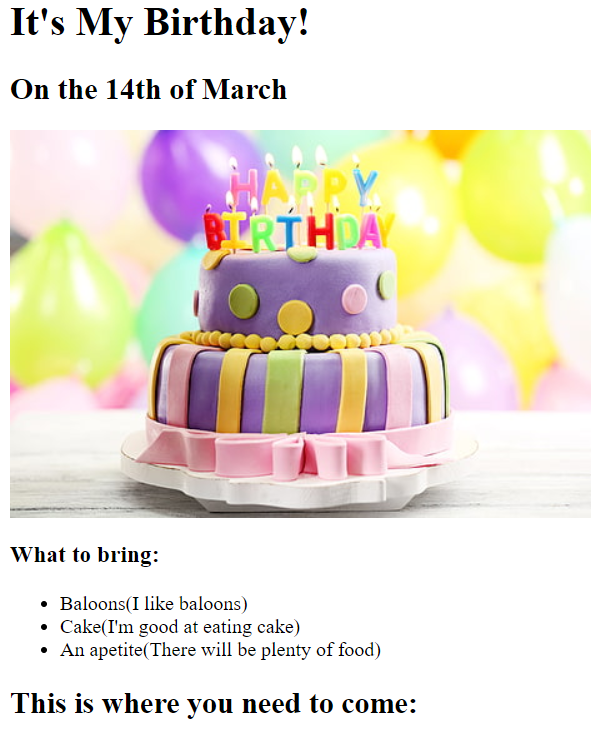 It's My Birthday!
On the 14th of March
HAPPY
BIRTHDAY
What to bring:
Baloons(I like baloons)
Cake(I'm good at eating cake)
An apetite(There will be plenty of food)
This is where you need to come: